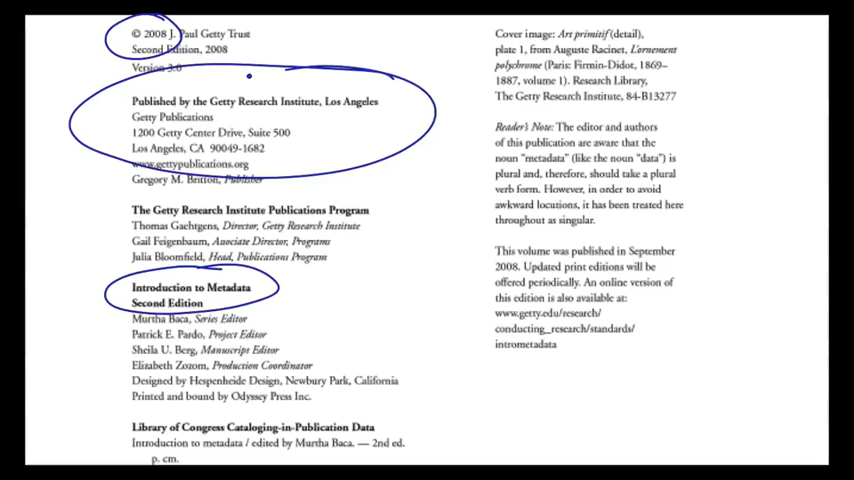 © 2008 J. Paul Getty Trust
Second Edition, 2008
Version 3.0
Published by the Getty Research Institute, Los Angeles
Getty Publications
1200 Getty Center Drive, Suite 500
Los Angeles, CA 90049-1682
www.gettypublications.org
Gregory M. Britton, Publisher
The Getty Research Institute Publications Program
Thomas Gaehtgens, Director, Getty Research Institute
Gail Feigenbaum, Associate Director, Programs
Julia Bloomfield, Head, Publications Program
Introduction to Metadata
Second Edition
Murtha Baca, Series Editor
Patrick E. Pardo, Project Editor
Sheila U. Berg, Manuscript Editor
Elizabeth Zozom, Production Coordinator
Designed by Hespenheide Design, Newbury Park, California
Printed and bound by Odyssey Press Inc.
Library of Congress Cataloging-in-Publication Data
Introduction to metadata / edited by Murtha Baca. — 2nd ed.
p. cm.
Cover image: Art primitif (detail),
plate 1, from Auguste Racinet, L'ornement
polychrome (Paris: Firmin-Didot, 1869–
1887, volume 1). Research Library,
The Getty Research Institute, 84-B13277
Reader's Note: The editor and authors
of this publication are aware that the
noun "metadata" (like the noun "data") is
plural and, therefore, should take a plural
verb form. However, in order to avoid
awkward locutions, it has been treated here
throughout as singular.
This volume was published in September
2008. Updated print editions will be
offered periodically. An online version of
this edition is also available at:
www.getty.edu/research/
conducting_research/standards/
intrometadata